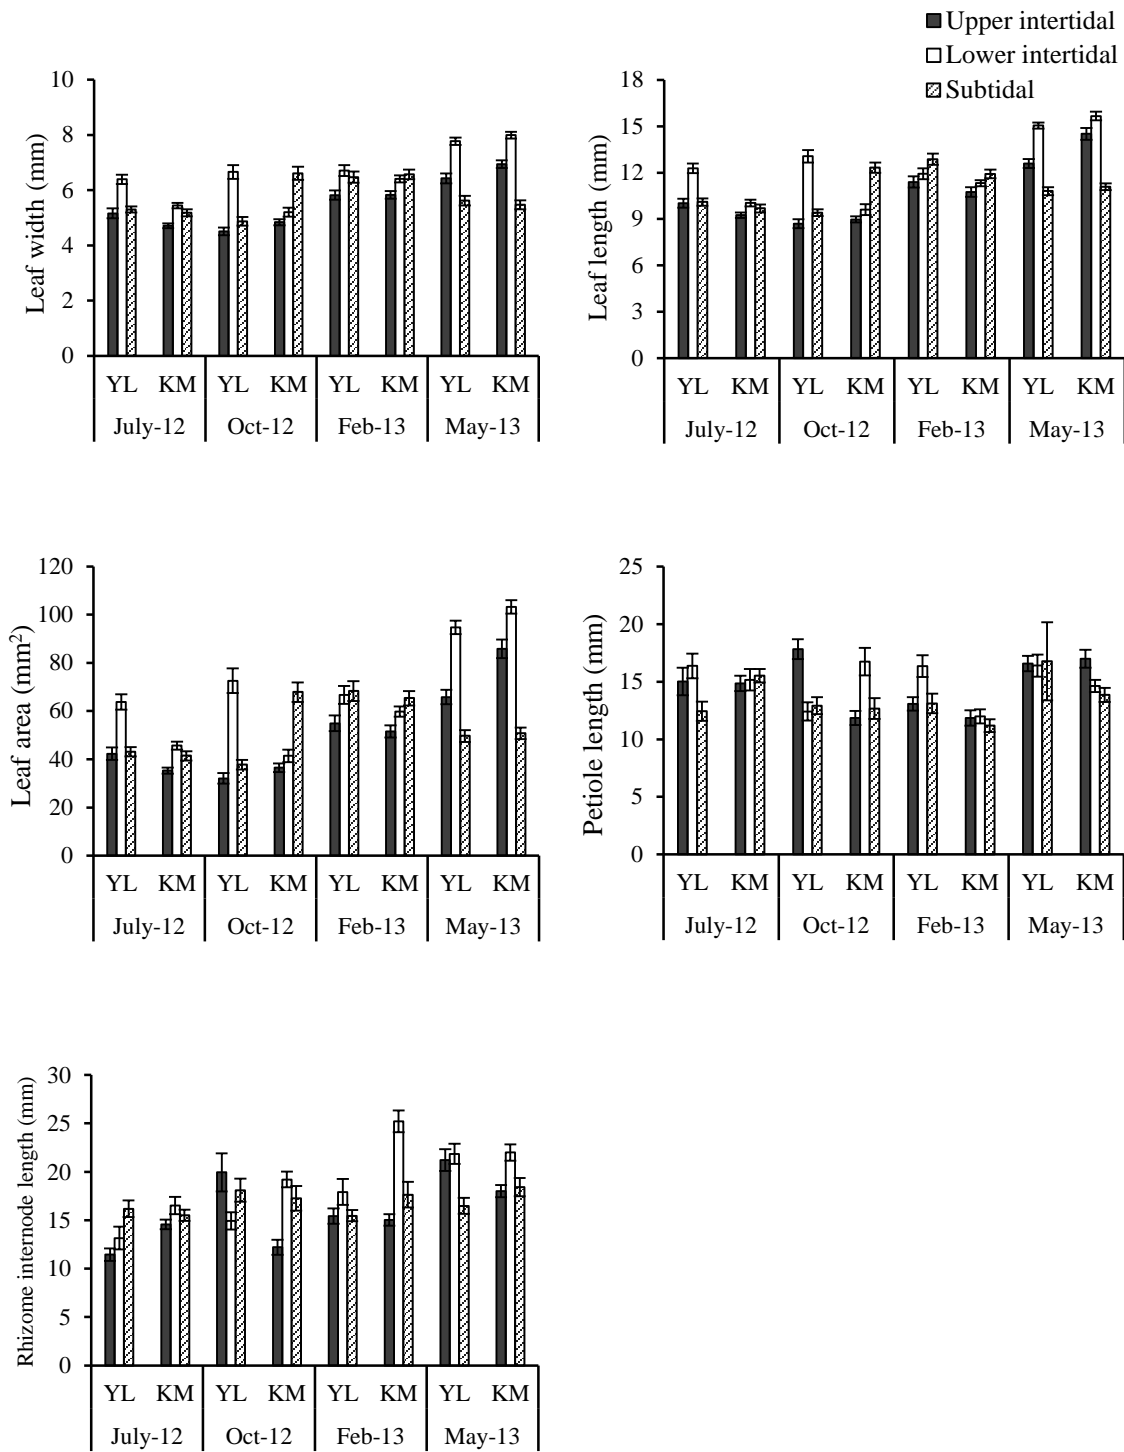 Upper intertidal
Lower intertidal
Subtidal
Leaf width (mm)
10
8
6
4
2
0
YL KM YL KM YL KM YL KM
July-12 Oct-12 Feb-13 May-13
Leaf length (mm)
18
15
12
9
6
3
0
YL KM YL KM YL KM YL KM
July-12 Oct-12 Feb-13 May-13
Leaf area (mm²)
120
100
80
60
40
20
0
YL KM YL KM YL KM YL KM
July-12 Oct-12 Feb-13 May-13
Petiole length (mm)
25
20
15
10
5
0
YL KM YL KM YL KM YL KM
July-12 Oct-12 Feb-13 May-13
Rhizome internode length (mm)
30
25
20
15
10
5
0
YL KM YL KM YL KM YL KM
July-12 Oct-12 Feb-13 May-13